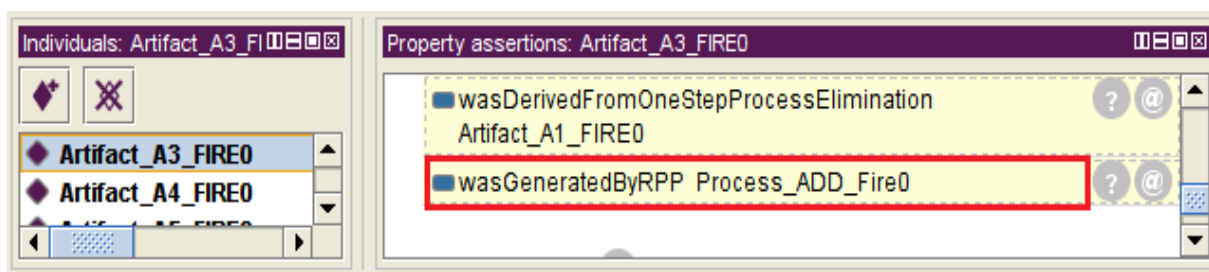 Individuals: Artifact_A3_FI
Artifact_A3_FIRE0
Artifact_A4_FIRE0
Property assertions: Artifact_A3_FIRE0
wasDerivedFromOneStepProcessElimination
Artifact_A1_FIRE0
wasGeneratedByRPP Process_ADD_Fire0